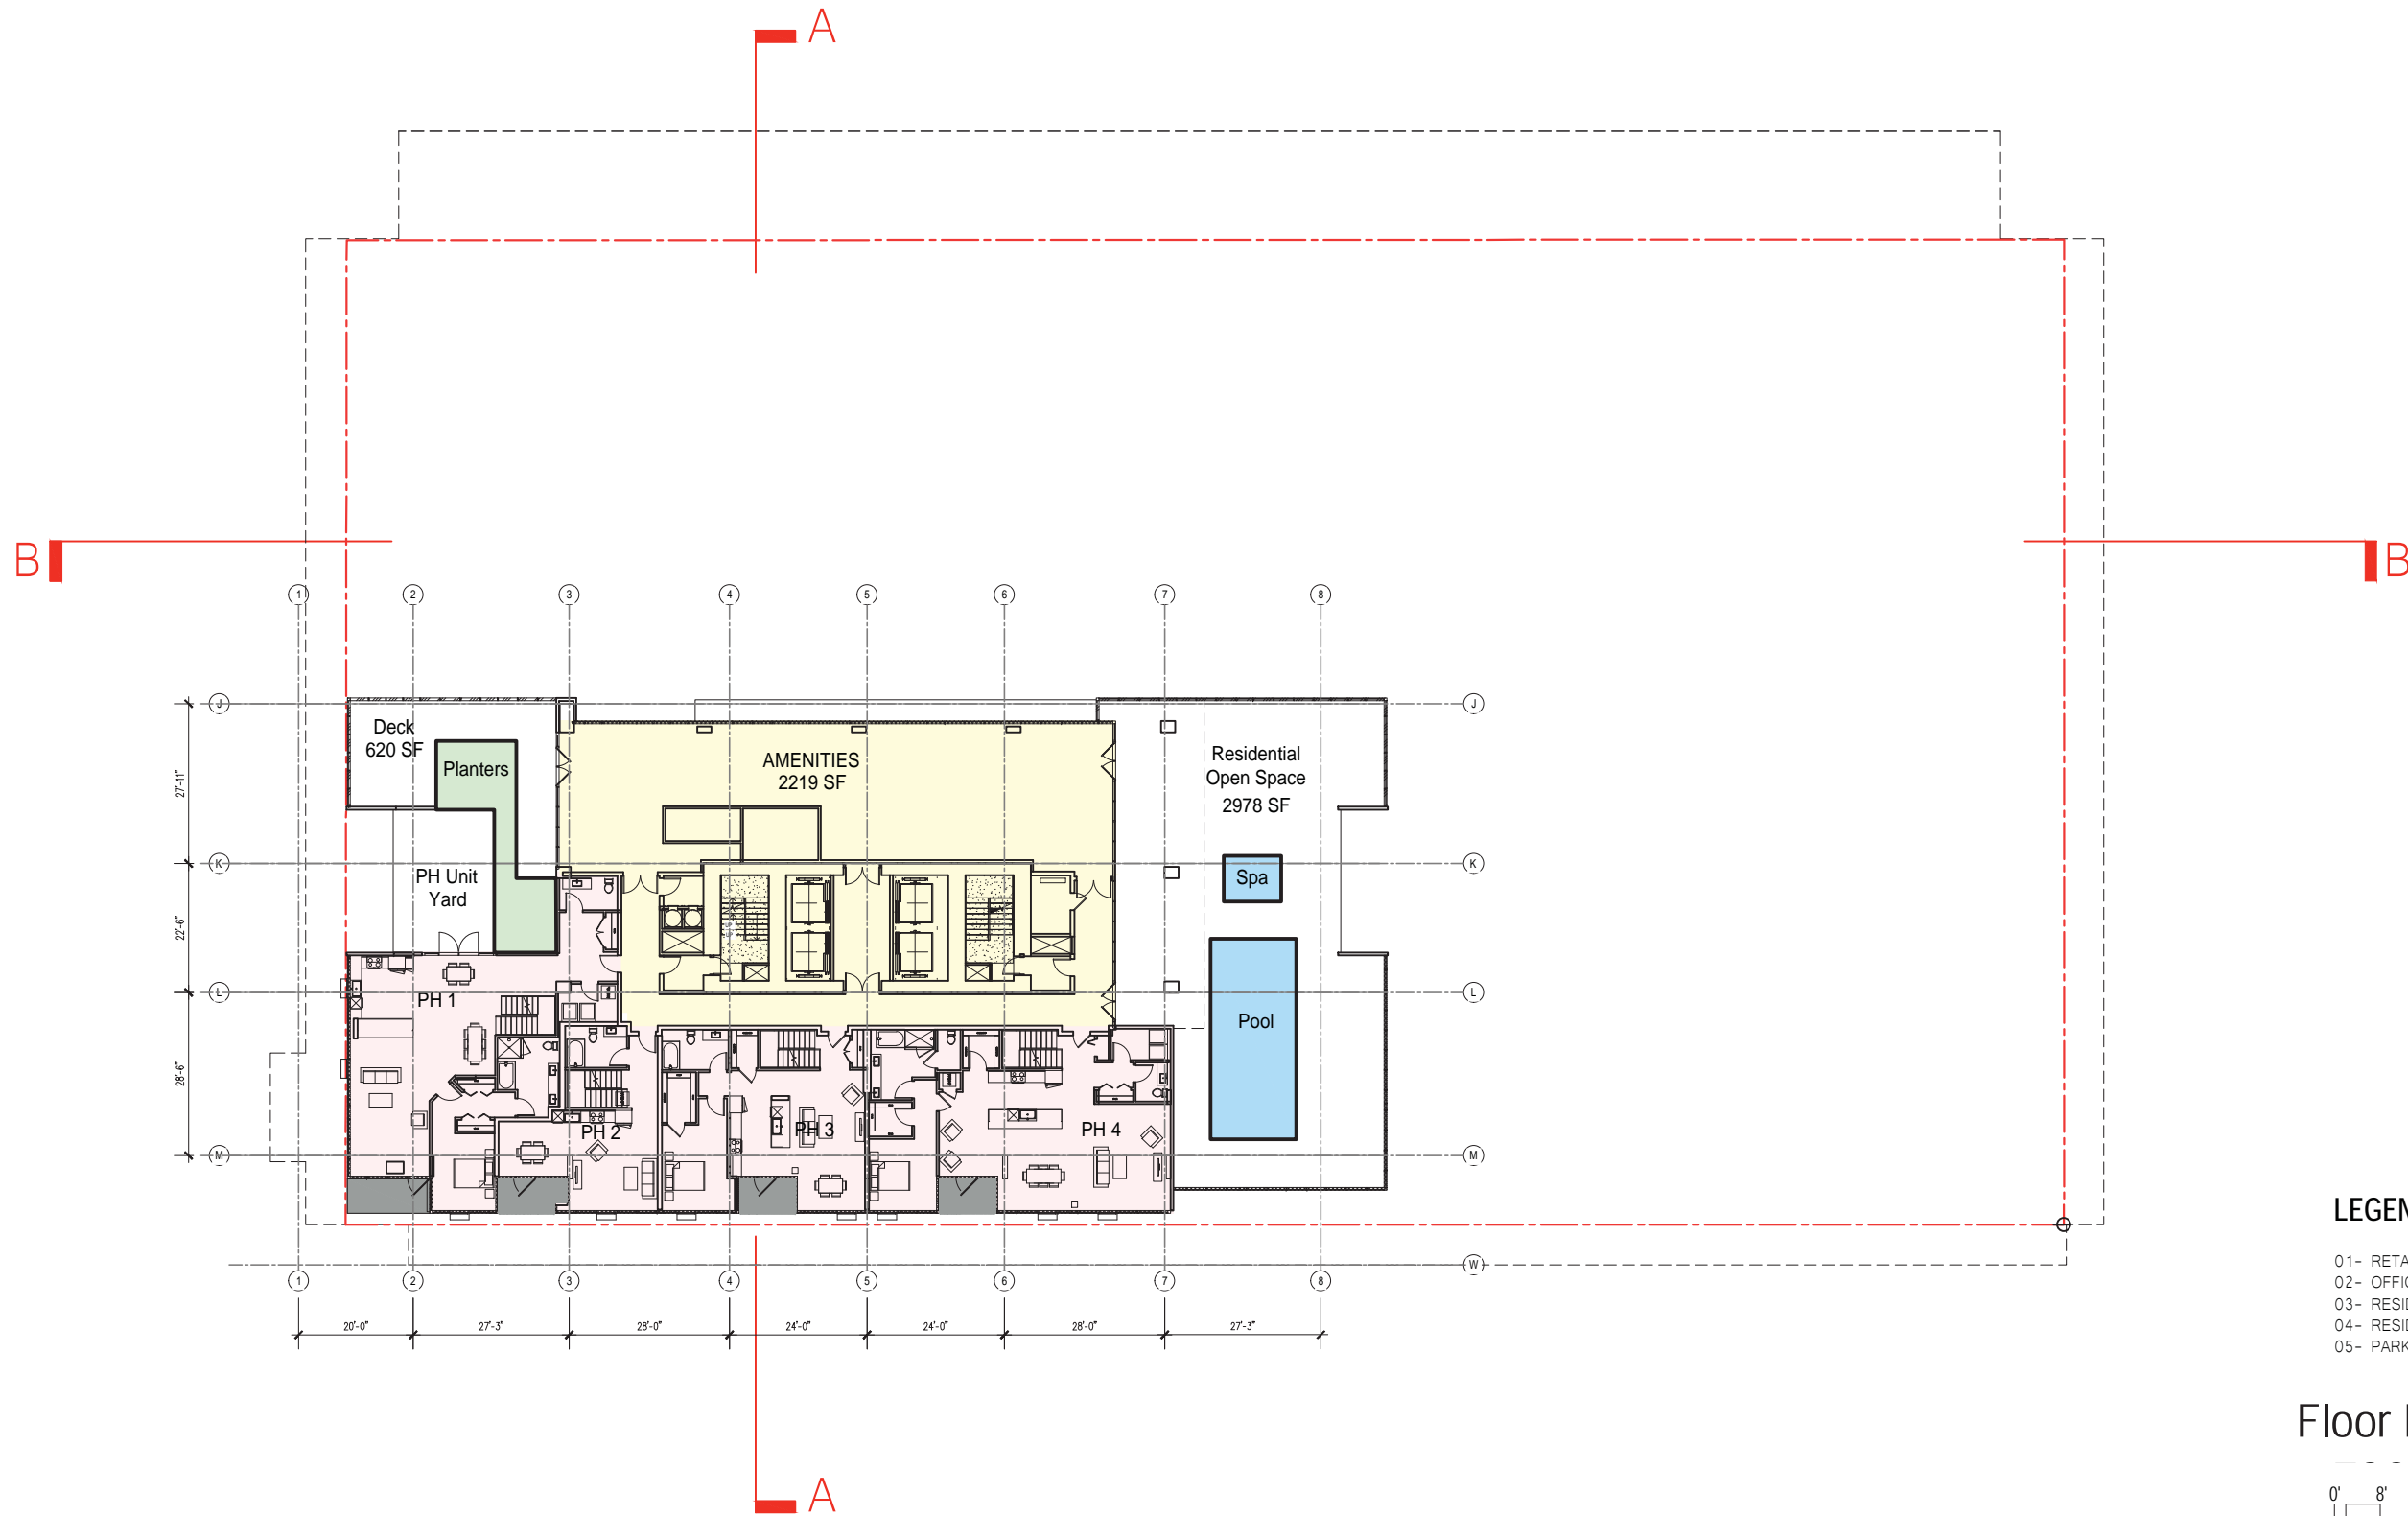 A
B
B
1
2
3
4
5
6
7
8
J
J
Deck
620 SF
Planters
AMENITIES
2219 SF
Residential
Open Space
2978 SF
27'-11"
K
K
PH Unit
Yard
Spa
22'-6"
L
L
PH 1
Pool
28'-6"
PH 2
PH 3
PH 4
M
M
W
1
2
3
4
5
6
7
8
20'-0"
27'-3"
28'-0"
24'-0"
24'-0"
28'-0"
27'-3"
LEGEN
01- RETA
02- OFFIC
03- RESID
04- RESID
05- PARK
Floor
0' 8'
A